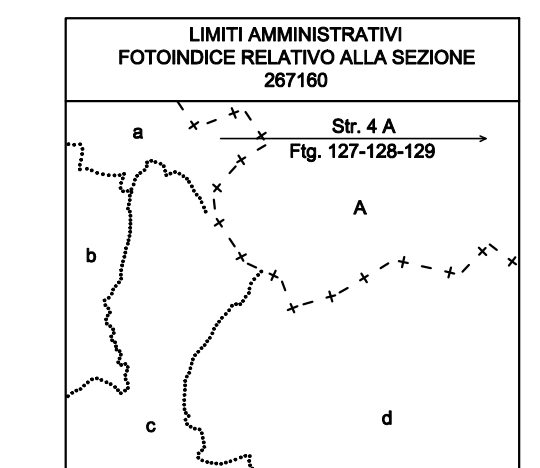 LIMITI AMMINISTRATIVI
FOTOINDICE RELATIVO ALLA SEZIONE
267160
a
Str. 4 A
Ftg. 127-128-129
A
b
c
d